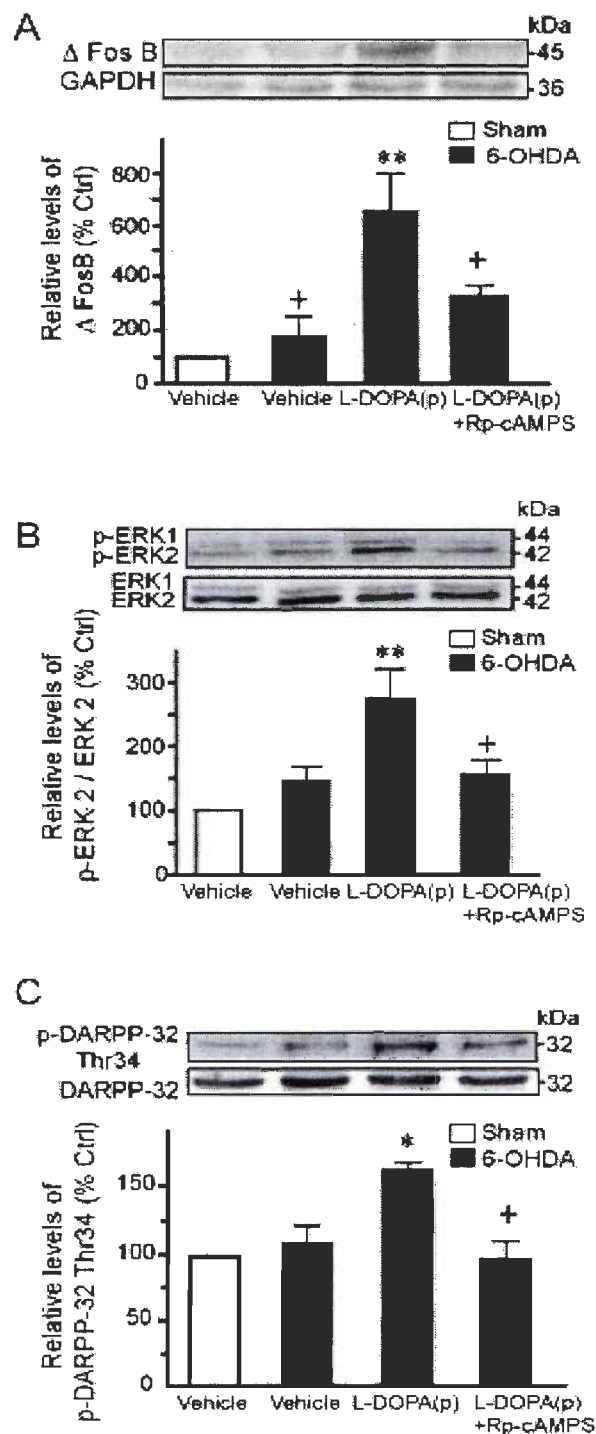 A
kDa
Δ Fos B
45
GAPDH
36
Sham
6-OHDA
Relative levels of
Δ FosB (% Ctrl)
800
600
400
200
0
**
+
+
Vehicle Vehicle L-DOPA(p) L-DOPA(p)
+Rp-cAMPS
B
kDa
p-ERK1
44
p-ERK2
42
ERK1
44
ERK2
42
Sham
6-OHDA
Relative levels of
p-ERK 2 / ERK 2 (% Ctrl)
300
200
100
0
**
+
Vehicle Vehicle L-DOPA(p) L-DOPA(p)
+Rp-cAMPS
C
kDa
p-DARPP-32
Thr34
32
DARPP-32
32
Sham
6-OHDA
Relative levels of
p-DARPP-32 Thr34 (% Ctrl)
150
100
50
0
*
+
Vehicle Vehicle L-DOPA(p) L-DOPA(p)
+Rp-cAMPS